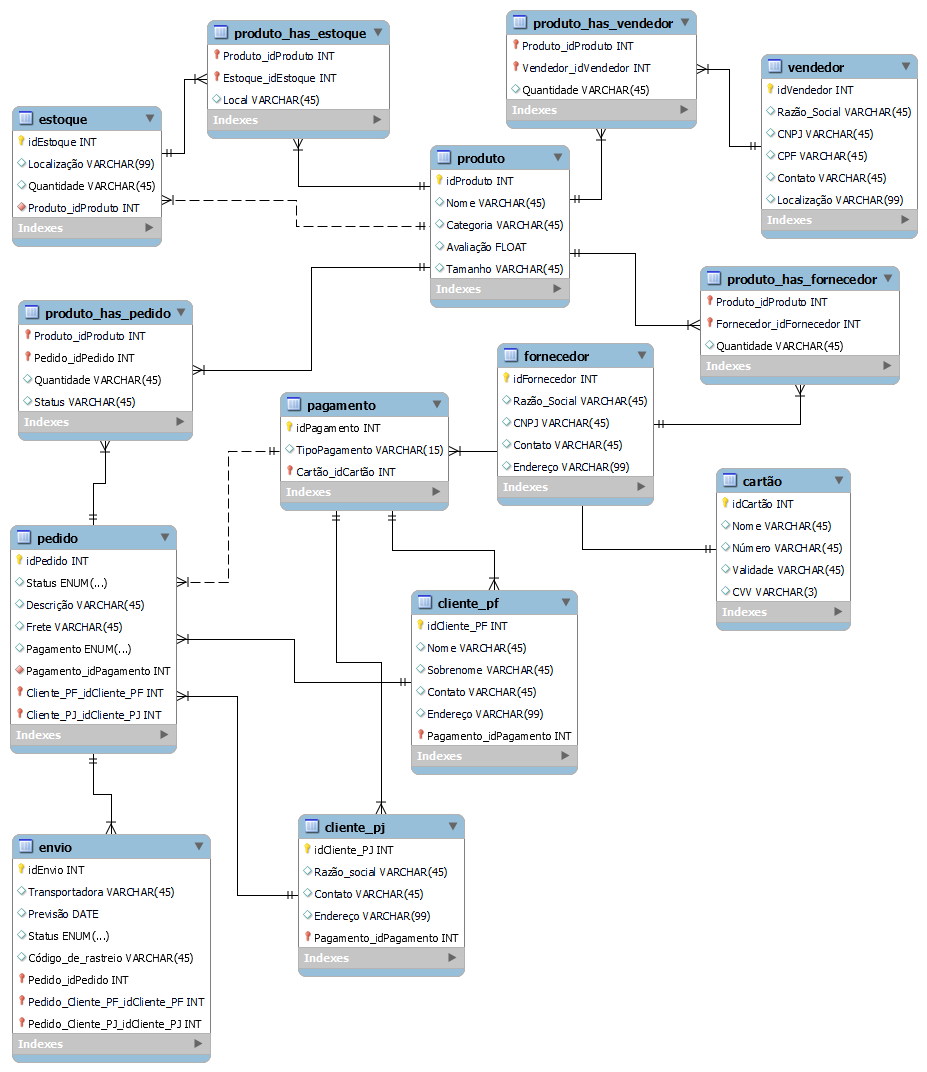 produto_has_estoque
Produto_idProduto INT
Estoque_idEstoque INT
Local VARCHAR(45)
Indexes
produto_has_vendedor
Produto_idProduto INT
Vendedor_idVendedor INT
Quantidade VARCHAR(45)
Indexes
vendedor
idVendedor INT
Razão_Social VARCHAR(45)
CNPJ VARCHAR(45)
CPF VARCHAR(45)
Contato VARCHAR(45)
Localização VARCHAR(99)
Indexes
estoque
idEstoque INT
Localização VARCHAR(99)
Quantidade VARCHAR(45)
Produto_idProduto INT
Indexes
produto
idProduto INT
Nome VARCHAR(45)
Categoria VARCHAR(45)
Avaliação FLOAT
Tamanho VARCHAR(45)
Indexes
produto_has_fornecedor
Produto_idProduto INT
Fornecedor_idFornecedor INT
Quantidade VARCHAR(45)
Indexes
produto_has_pedido
Produto_idProduto INT
Pedido_idPedido INT
Quantidade VARCHAR(45)
Status VARCHAR(45)
Indexes
fornecedor
idFornecedor INT
Razão_Social VARCHAR(45)
CNPJ VARCHAR(45)
Contato VARCHAR(45)
Endereço VARCHAR(99)
Indexes
pagamento
idPagamento INT
TipoPagamento VARCHAR(15)
Cartão_idCartão INT
Indexes
cartão
idCartão INT
Nome VARCHAR(45)
Número VARCHAR(45)
Validade VARCHAR(45)
CVV VARCHAR(3)
Indexes
pedido
idPedido INT
Status ENUM(...)
Descrição VARCHAR(45)
Frete VARCHAR(45)
Pagamento ENUM(...)
Pagamento_idPagamento INT
Cliente_PF_idCliente_PF INT
Cliente_PJ_idCliente_PJ INT
Indexes
cliente_pf
idCliente_PF INT
Nome VARCHAR(45)
Sobrenome VARCHAR(45)
Contato VARCHAR(45)
Endereço VARCHAR(99)
Pagamento_idPagamento INT
Indexes
cliente_pj
idCliente_PJ INT
Razão_social VARCHAR(45)
Contato VARCHAR(45)
Endereço VARCHAR(99)
Pagamento_idPagamento INT
Indexes
envio
idEnvio INT
Transportadora VARCHAR(45)
Previsão DATE
Status ENUM(...)
Código_de_rastreio VARCHAR(45)
Pedido_idPedido INT
Pedido_Cliente_PF_idCliente_PF INT
Pedido_Cliente_PJ_idCliente_PJ INT
Indexes